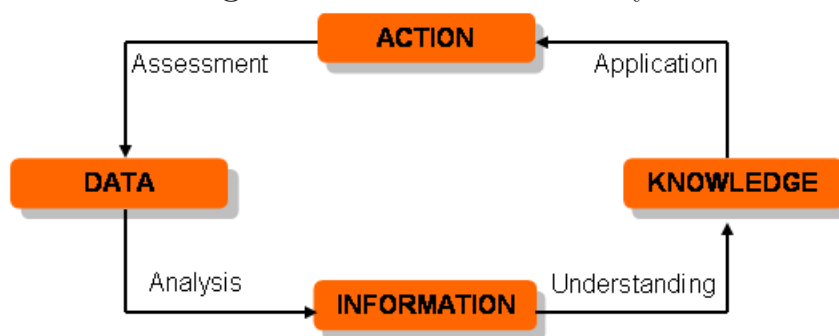 ACTION
Assessment
Application
DATA
KNOWLEDGE
Analysis
Understanding
INFORMATION